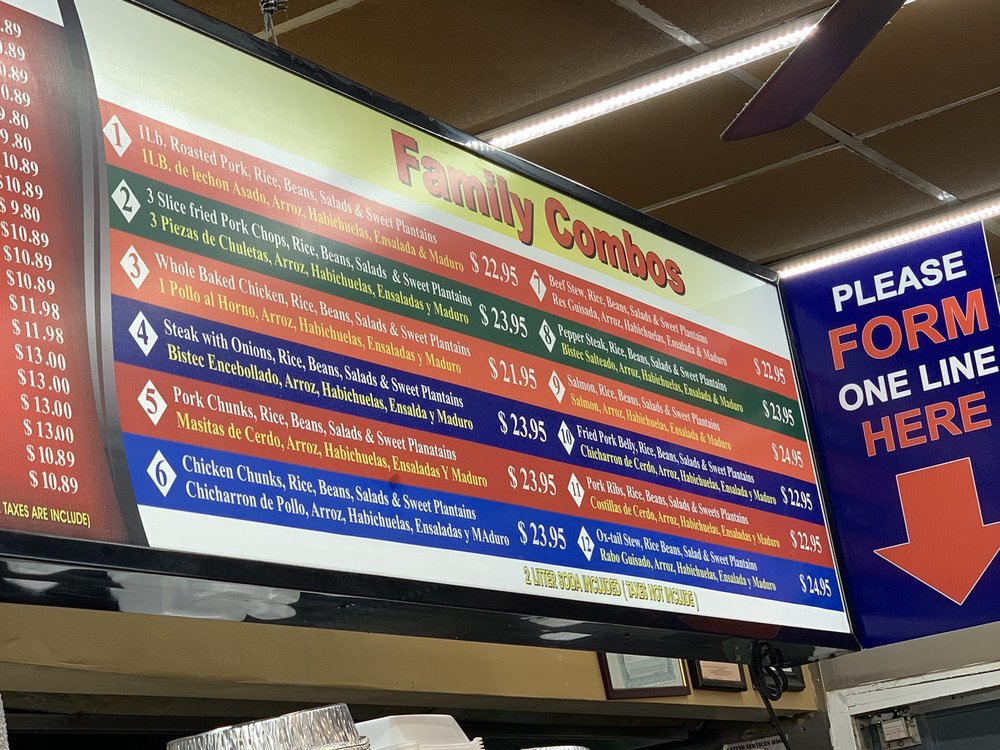 .89
0.89
0.89
0.89
9.80
9.80
10.89
$10.89
$ 9.80
$10.89
$10.89
$10.89
$11.98
$ 11.98
$ 13.00
$ 13.00
$ 13.00
$ 13.00
$ 10.89
$ 10.89
TAXES ARE INCLUDE)
Family Combos
1 1Lb. Roasted Pork, Rice, Beans, Salads & Sweet Plantains
1LB. de lechon Asado, Arroz, Habichuelas, Ensalada & Maduro $ 22.95
2 3 Slice fried Pork Chops, Rice, Beans, Salads & Sweet Plantains
3 Piezas de Chuletas, Arroz, Habichuelas, Ensaladas y Maduro $ 23.95
3 Whole Baked Chicken, Rice, Beans, Salads & Sweet Plantains
1 Pollo al Horno, Arroz, Habichuelas, Ensaladas y Maduro $ 21.95
4 Steak with Onions, Rice, Beans, Salads & Sweet Plantains
Bistec Encebollado, Arroz, Habichuelas, Ensalda y Maduro $ 23.95
5 Pork Chunks, Rice, Beans, Salads & Sweet Planatains
Masitas de Cerdo, Arroz, Habichuelas, Ensaladas Y Maduro $ 23.95
6 Chicken Chunks, Rice, Beans, Salads & Sweet Plantains
Chicharron de Pollo, Arroz, Habichuelas, Ensaladas y MAduro $ 23.95
7 Beef Stew, Rice, Beans, Salads & Sweet Plantains
Res Guisada, Arroz, Habichuelas, Ensalada & Maduro $ 22.95
8 Pepper Steak, Rice, Beans, Salads & Sweet Plantains
Bistec Salteado, Arroz, Habichuelas, Ensalada & Maduro $ 23.95
9 Salmon, Rice, Beans, Salads & Sweet Plantains
Salmon, Arroz, Habichuelas, Ensalada & Maduro $ 24.95
10 Fried Pork Belly, Rice, Beans, Salads & Sweet Plantains
Chicharron de Cerdo, Arroz, Habichuelas, Ensalada y Maduro $ 22.95
11 Pork Ribs, Rice, Beans, Salads & Sweets Plantains
Costillas de Cerdo, Arroz, Habichuelas, Ensaladas y Maduro $ 22.95
12 Ox-tail Stew, Rice Beans, Salad & Sweet Plantains
Rabo Guisado, Arroz, Habichuelas, Ensalada y Maduro $ 24.95
2 LITTER SODA INCLUDED ( TAXES NOT INCLUDE )
PLEASE
FORM
ONE LINE
HERE